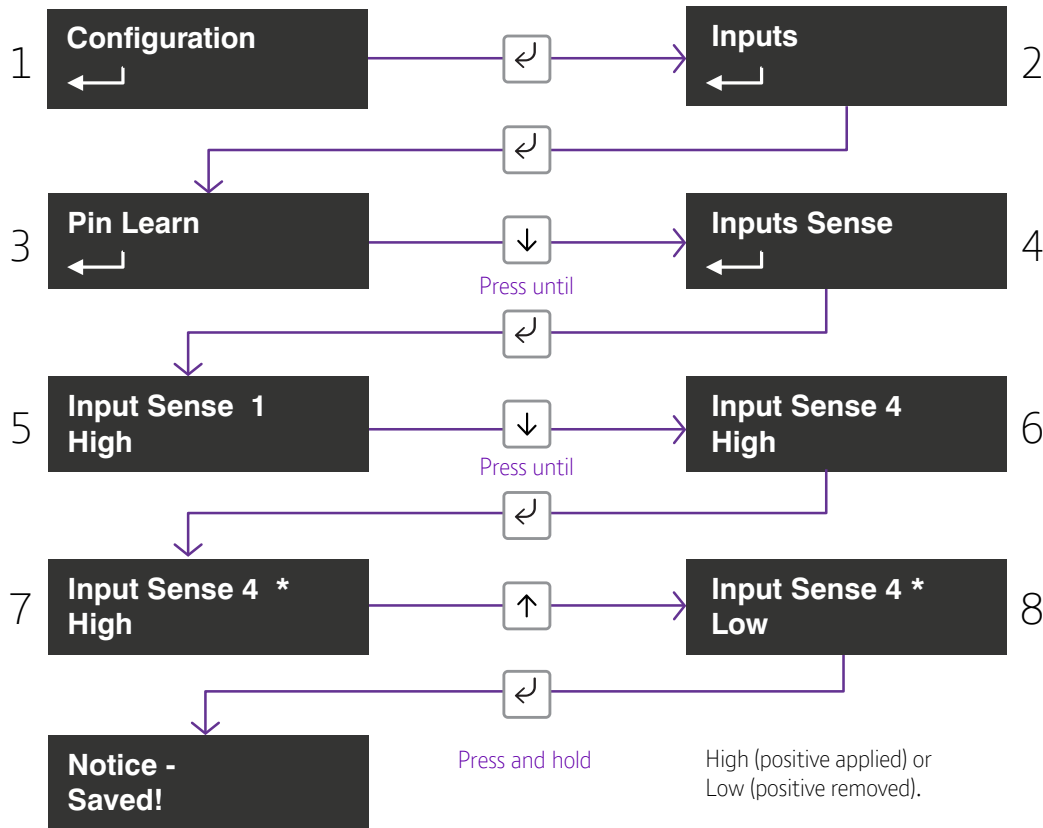 1
Configuration
Inputs
2
3
Pin Learn
Press until
Inputs Sense
4
5
Input Sense  1
High
Press until
Input Sense 4
High
6
7
Input Sense 4  *
High
Input Sense 4 *
Low
8
Notice -
Saved!
Press and hold
High (positive applied) or
Low (positive removed).